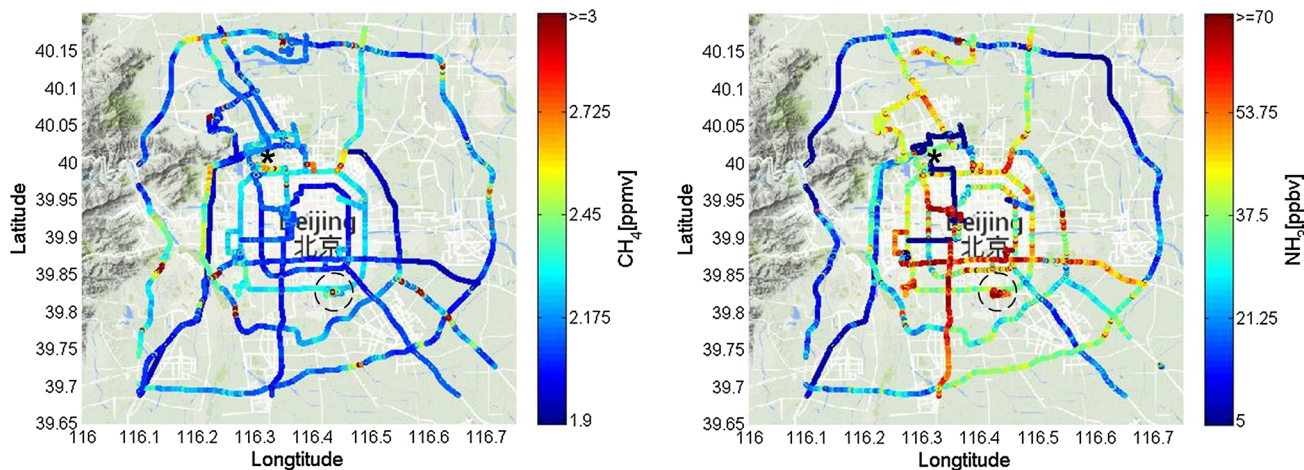 >=3
40.15
40.1
2.725
40.05
40
Latitude
39.95
2.45
CH4[ppmv]
39.9
Beijing
北京
39.85
39.8
2.175
39.75
39.7
39.65
1.9
116 116.1 116.2 116.3 116.4 116.5 116.6 116.7
Longtitude
>=70
40.15
40.1
53.75
40.05
40
Latitude
39.95
37.5
NH3[ppbv]
39.9
Beijing
北京
39.85
39.8
21.25
39.75
39.7
39.65
5
116 116.1 116.2 116.3 116.4 116.5 116.6 116.7
Longtitude